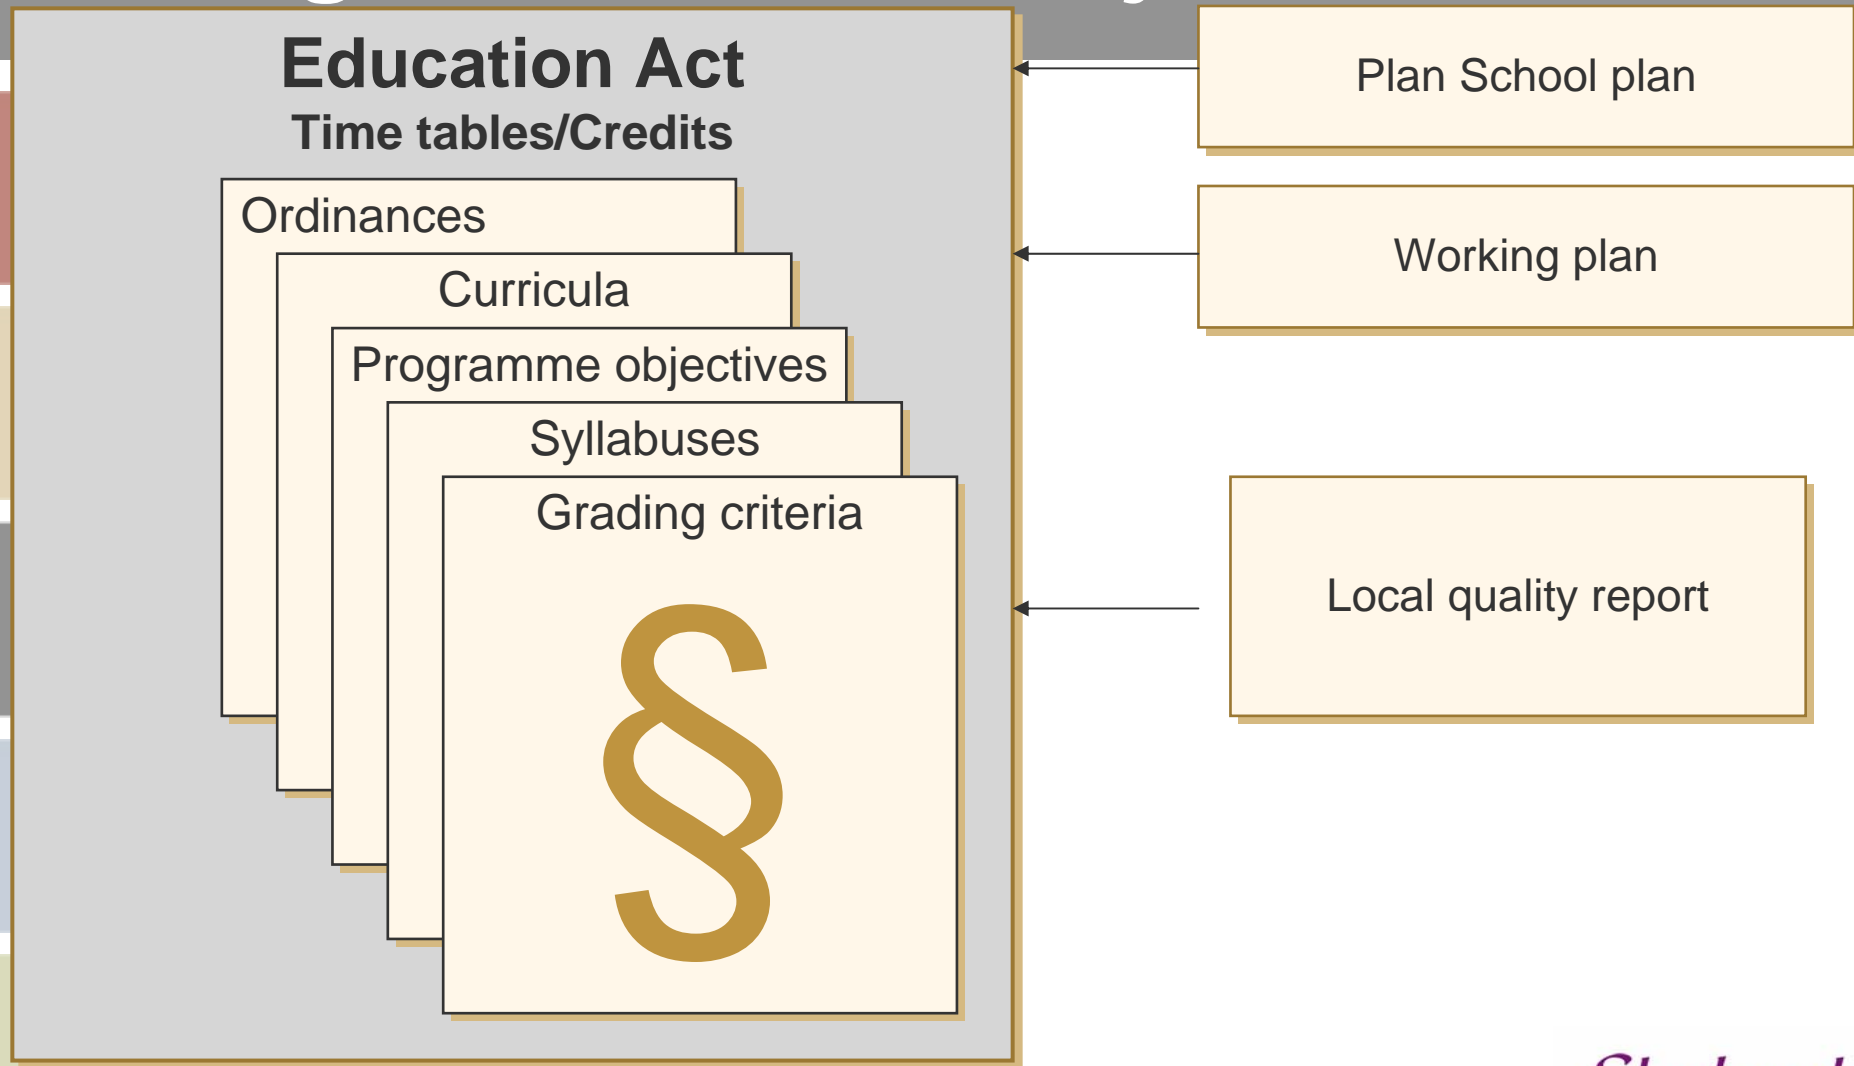 Education Act
Time tables/Credits
Ordinances
Curricula
Programme objectives
Syllabuses
Grading criteria
§
Plan School plan
Working plan
Local quality report